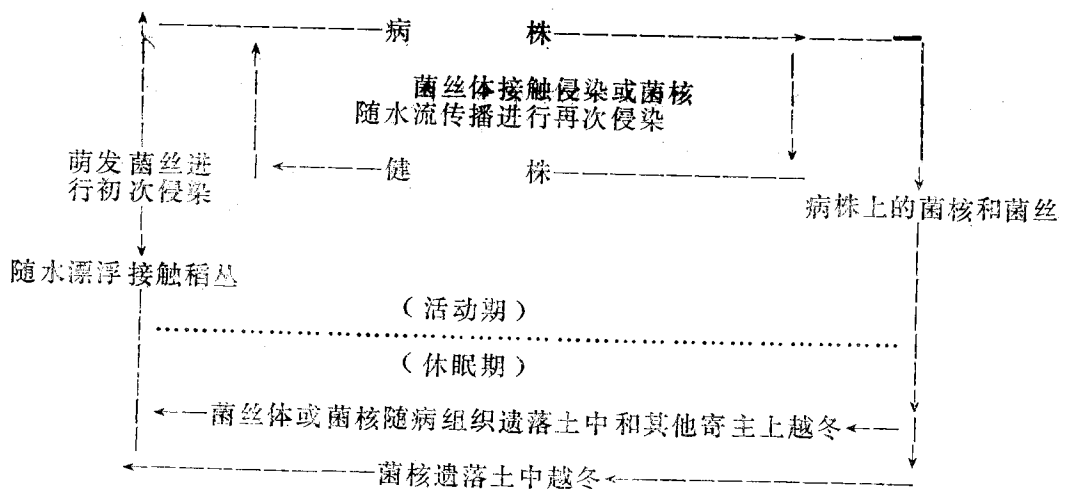 病 株
菌丝体接触侵染或菌核
随水流传播进行再次侵染
萌发菌丝进
行初次侵染
健 株
病株上的菌核和菌丝
随水漂浮接触稻丛
（活动期）
（休眠期）
菌丝体或菌核随病组织遗落土中和其他寄主上越冬
菌核遗落土中越冬